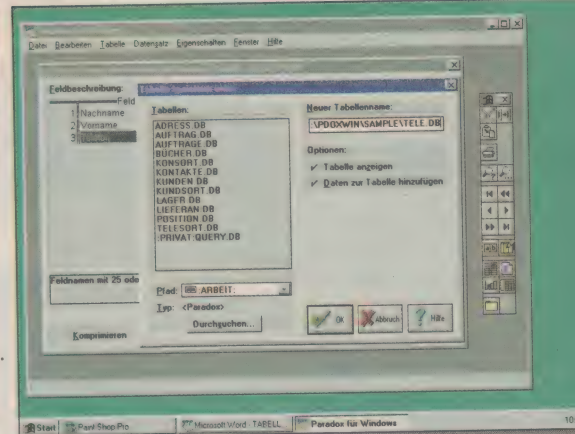 Datei Bearbeiten Tabelle Datensatz Eigenschaften Fenster Hilfe
Feldbeschreibung:
Feld
1 Nachname
2 Vorname
3
Tabellen:
ADRESS.DB
AUFTRAG.DB
AUFTRAGE.DB
BÜCHER.DB
KONSORT.DB
KONTAKTE.DB
KUNDEN.DB
KUNDSORT.DB
LAGER.DB
LIEFERAN.DB
POSITION.DB
TELESORT.DB
:PRIVAT:QUERY.DB
Neuer Tabellenname:
:\PDOXWIN\SAMPLE\TELE.DB
Optionen:
Tabelle anzeigen
Daten zur Tabelle hinzufügen
Feldnamen mit 25 ode
Pfad: :ARBEIT:
Typ: <Paradox>
Durchsuchen...
OK Abbruch Hilfe
Komprimieren
Start Paint Shop Pro Microsoft Word - TABELL Paradox für Windows 10